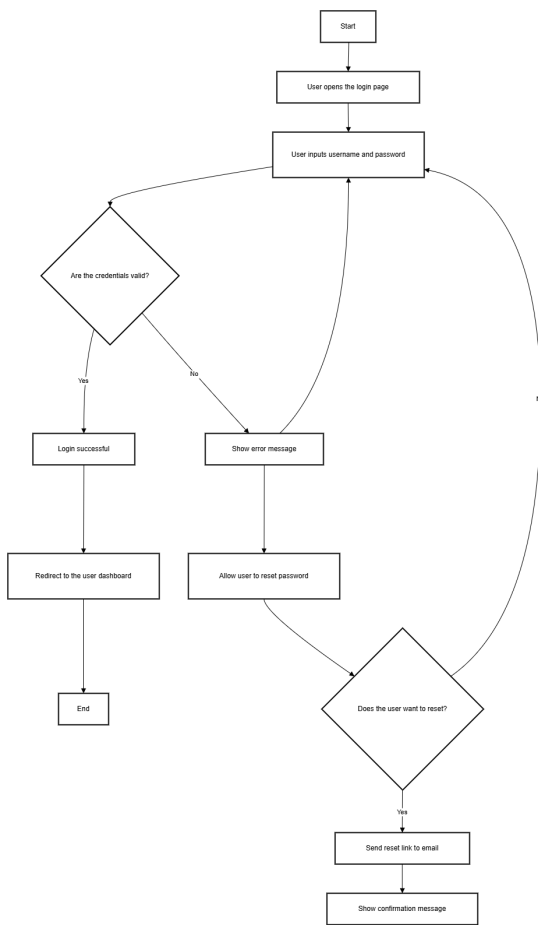 Start
User opens the login page
User inputs username and password
Are the credentials valid?
Yes
No
Login successful
Show error message
Redirect to the user dashboard
Allow user to reset password
End
Does the user want to reset?
Yes
Send reset link to email
Show confirmation message